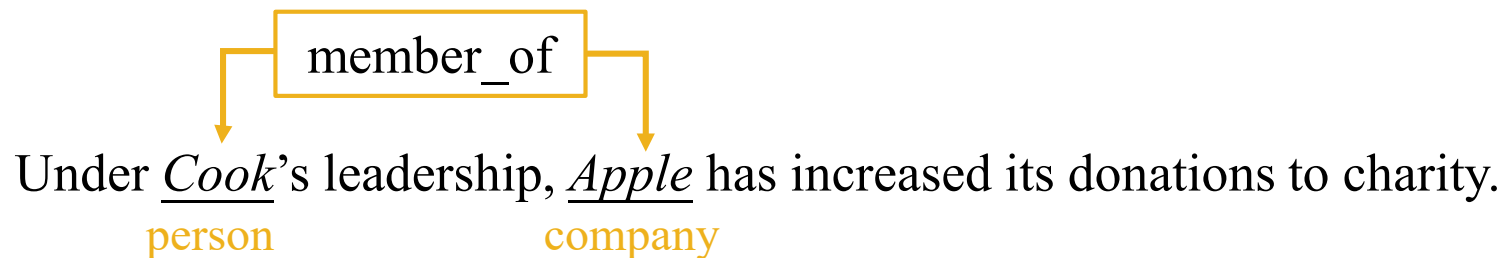 member_of
Under Cook’s leadership, Apple has increased its donations to charity.
person company